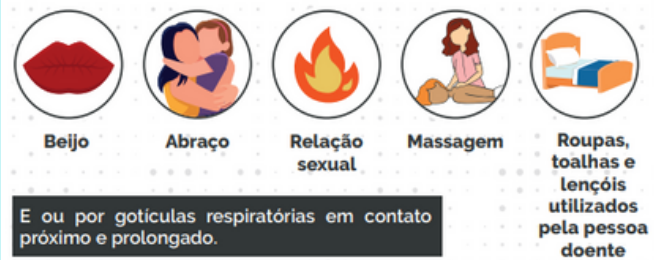 Beijo
Abraço
Relação
sexual
Massagem
Roupas,
toalhas e
lençóis
utilizados
pela pessoa
doente
E ou por gotículas respiratórias em contato
próximo e prolongado.